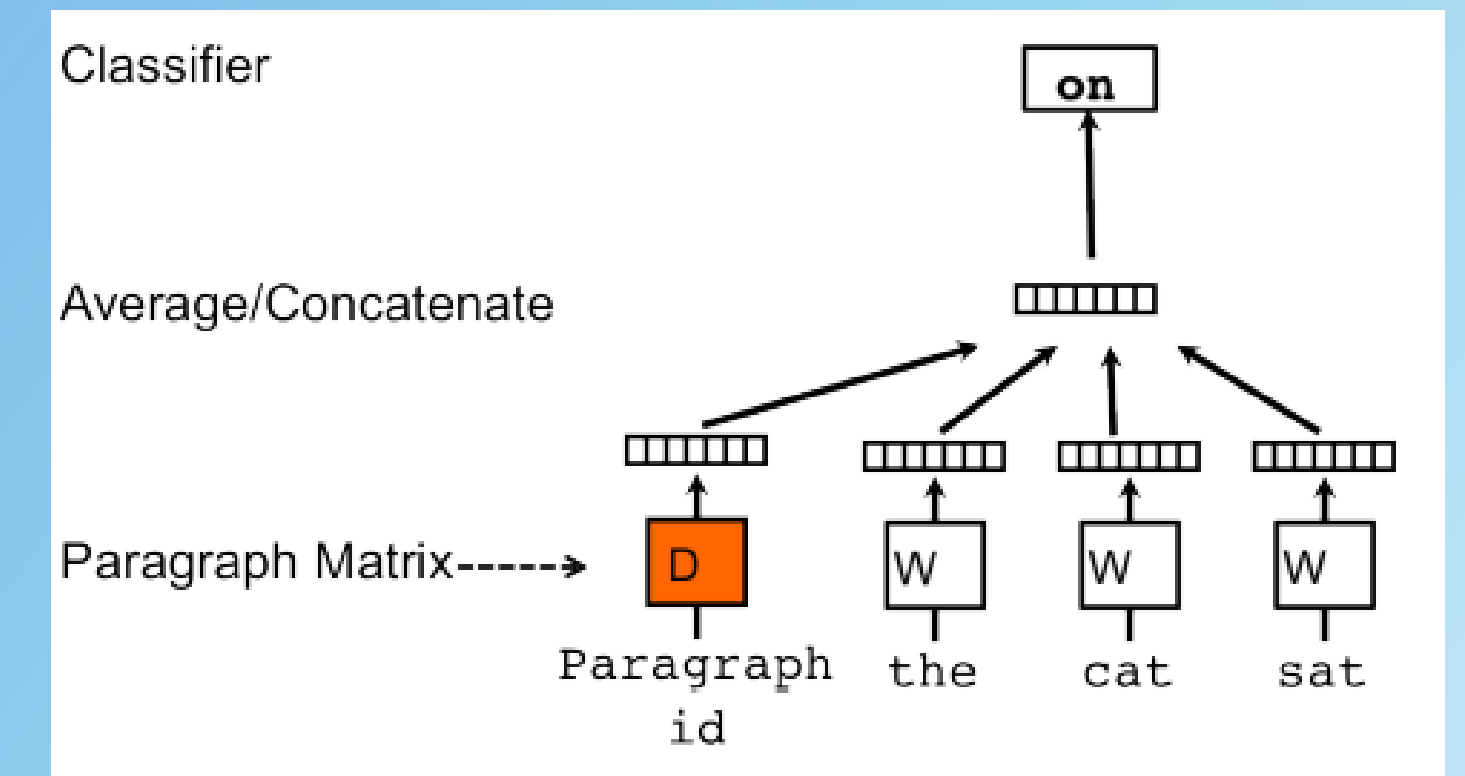 Classifier
on
Average/Concatenate
Paragraph Matrix----->
D
W
W
W
Paragraph
id
the
cat
sat